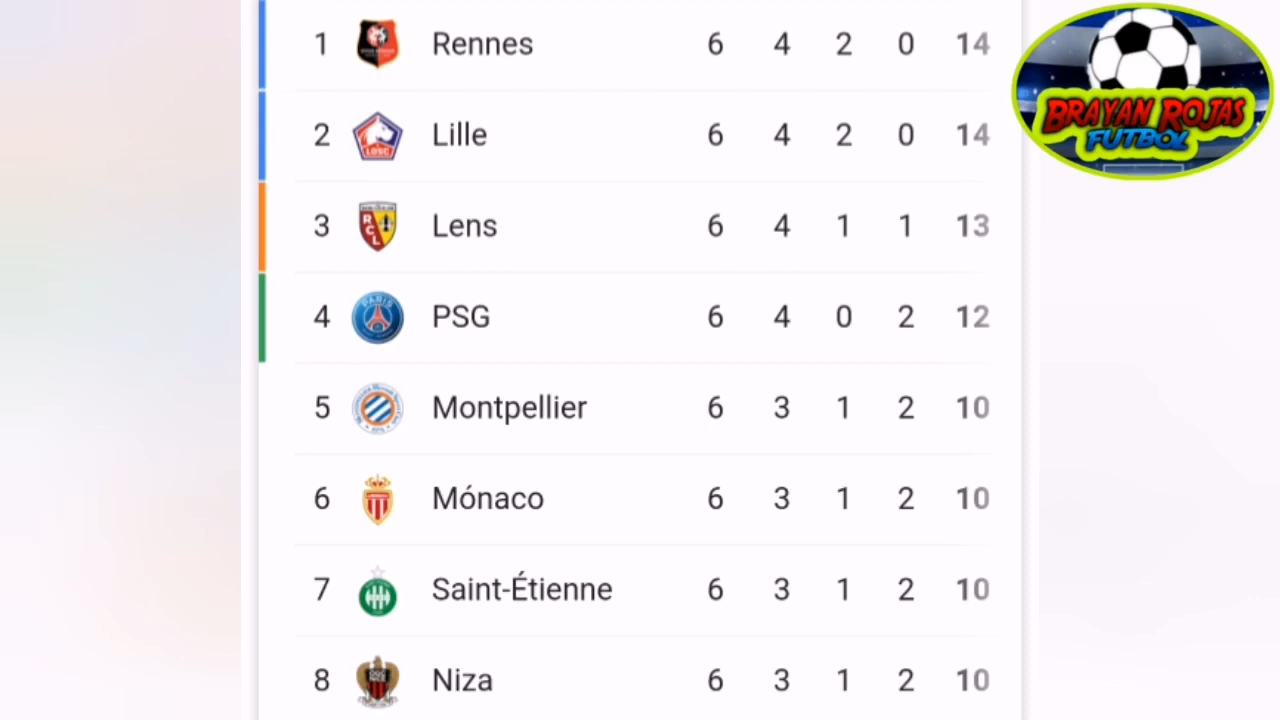 1 Rennes 6 4 2 0 14
2 Lille 6 4 2 0 14
3 Lens 6 4 1 1 13
4 PSG 6 4 0 2 12
5 Montpellier 6 3 1 2 10
6 Mónaco 6 3 1 2 10
7 Saint-Étienne 6 3 1 2 10
8 Niza 6 3 1 2 10
BRAYAN ROJAS
FUTBOL
LOSC
RCL
PARIS